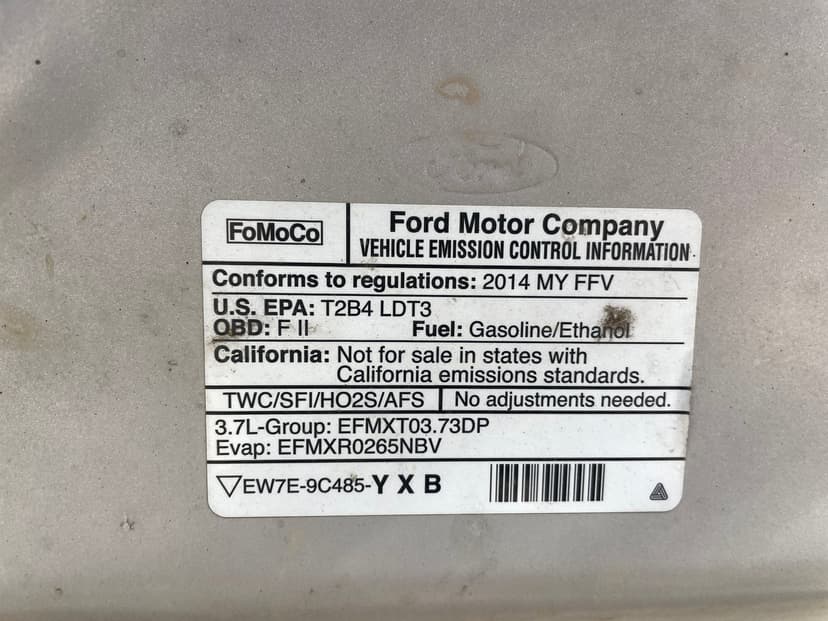 Ford
FoMoCo
Ford Motor Company
VEHICLE EMISSION CONTROL INFORMATION
Conforms to regulations: 2014 MY FFV
U.S. EPA: T2B4 LDT3
OBD: F II Fuel: Gasoline/Ethanol
California: Not for sale in states with
California emissions standards.
TWC/SFI/HO2S/AFS No adjustments needed.
3.7L-Group: EFMXT03.73DP
Evap: EFMXR0265NBV
EW7E-9C485-Y X B